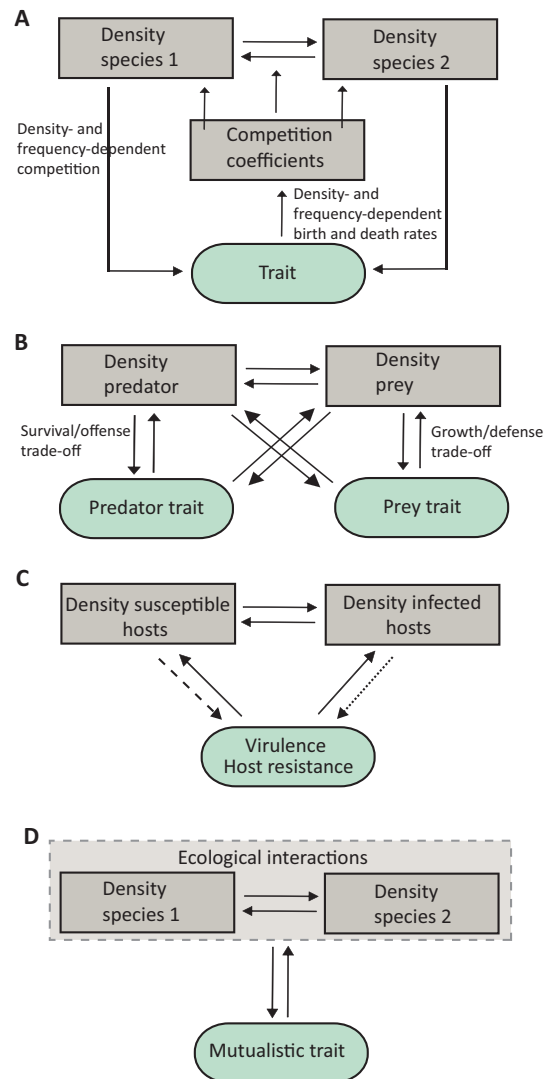 A
Density
species 1
Density
species 2
Density- and
frequency-dependent
competition
Competition
coefficients
Density- and
frequency-dependent
birth and death rates
Trait
B
Density
predator
Density
prey
Survival/offense
trade-off
Growth/defense
trade-off
Predator trait
Prey trait
C
Density susceptible
hosts
Density infected
hosts
Virulence
Host resistance
D
Ecological interactions
Density
species 1
Density
species 2
Mutualistic trait